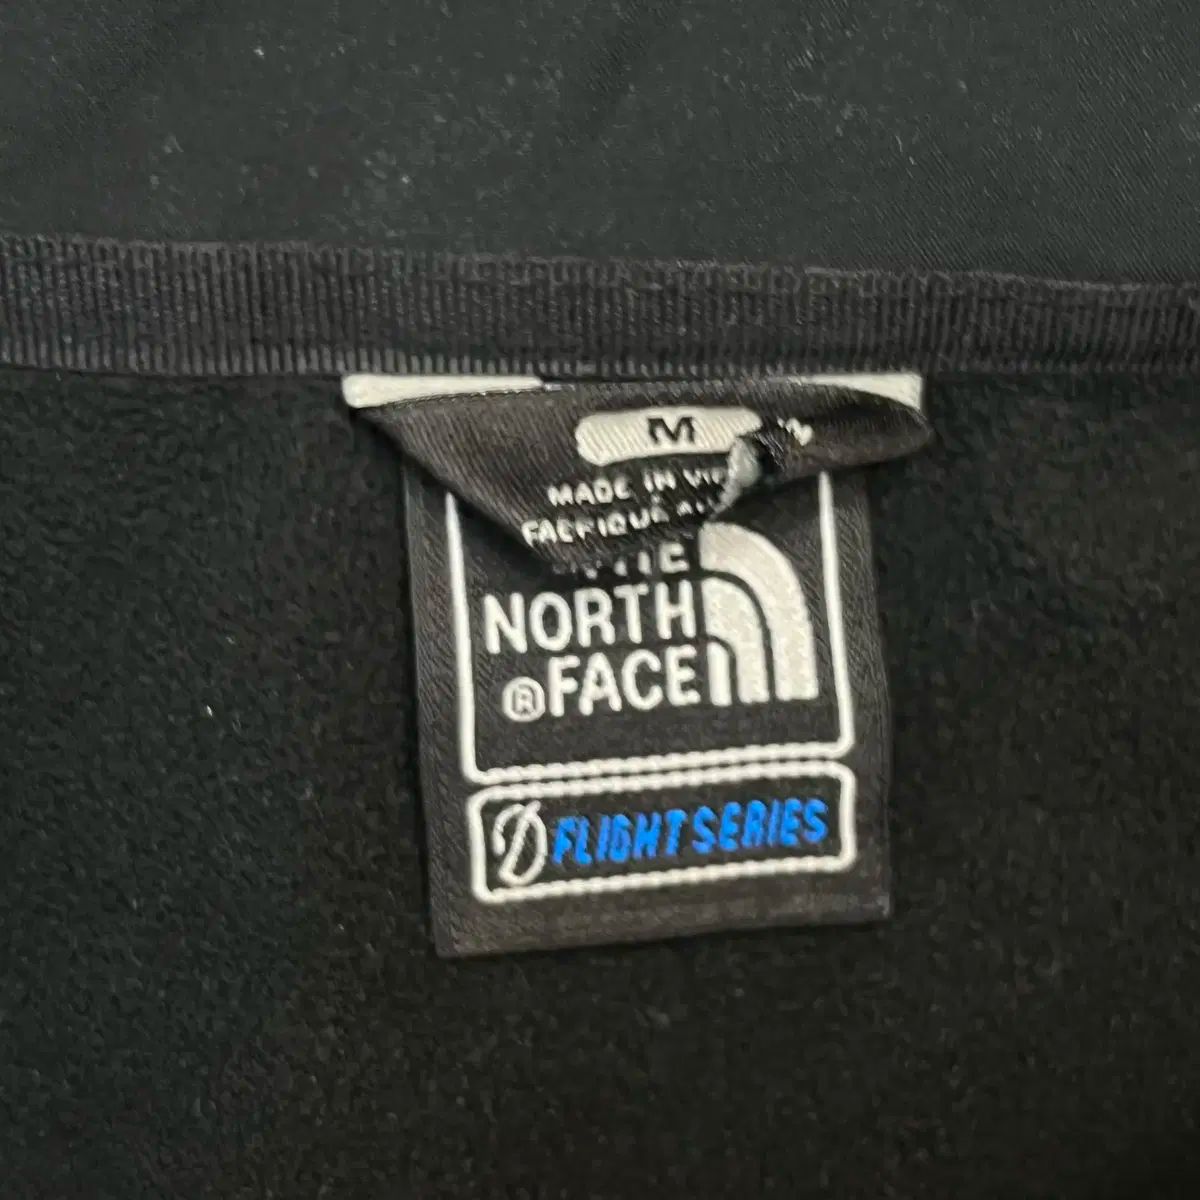 M
MADE IN
NORTH
®FACE
FLIGHT SERIES